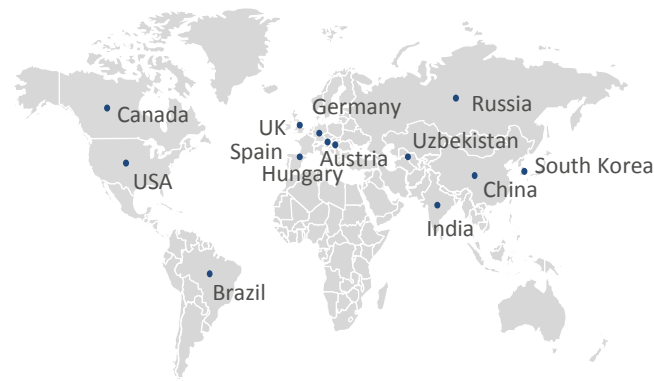 Germany
Russia
Canada
UK
Uzbekistan
Spain
Austria
South Korea
Hungary
USA
China
India
Brazil